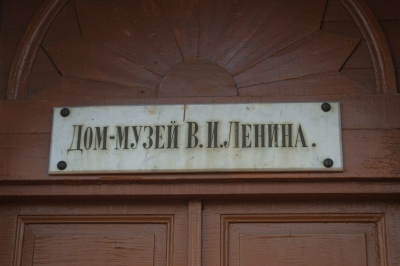 Дом-музей В. И. Ленина.